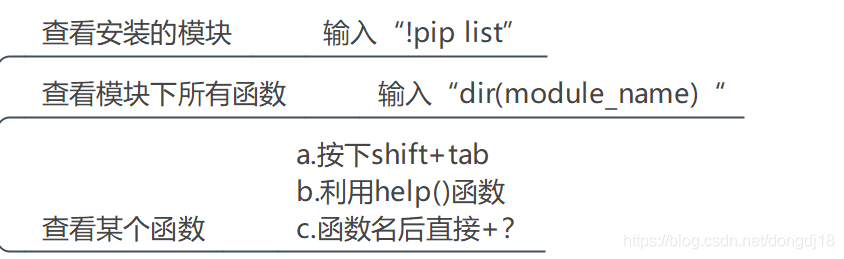 查看安装的模块 输入“!pip list”
查看模块下所有函数 输入“dir(module_name)“
a.按下shift+tab
b.利用help()函数
查看某个函数 c.函数名后直接+？
https://blog.csdn.net/dongdj18